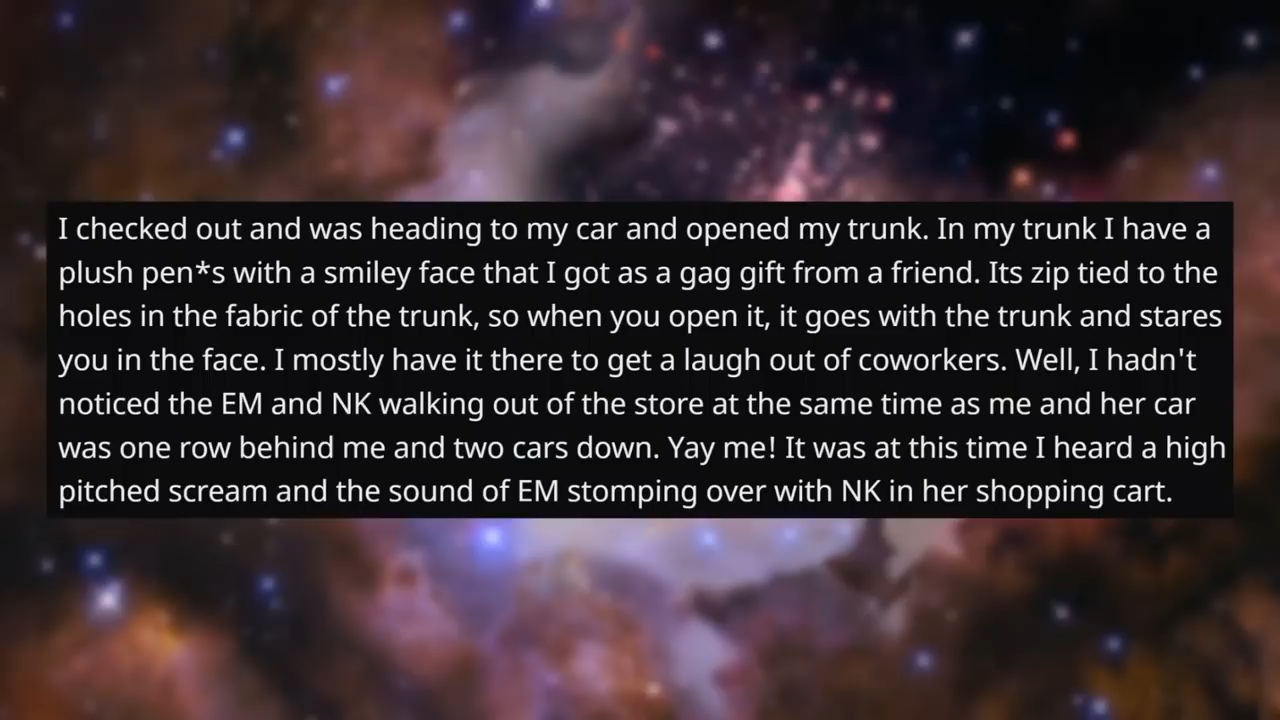 I checked out and was heading to my car and opened my trunk. In my trunk I have a
plush pen*s with a smiley face that I got as a gag gift from a friend. Its zip tied to the
holes in the fabric of the trunk, so when you open it, it goes with the trunk and stares
you in the face. I mostly have it there to get a laugh out of coworkers. Well, I hadn't
noticed the EM and NK walking out of the store at the same time as me and her car
was one row behind me and two cars down. Yay me! It was at this time I heard a high
pitched scream and the sound of EM stomping over with NK in her shopping cart.